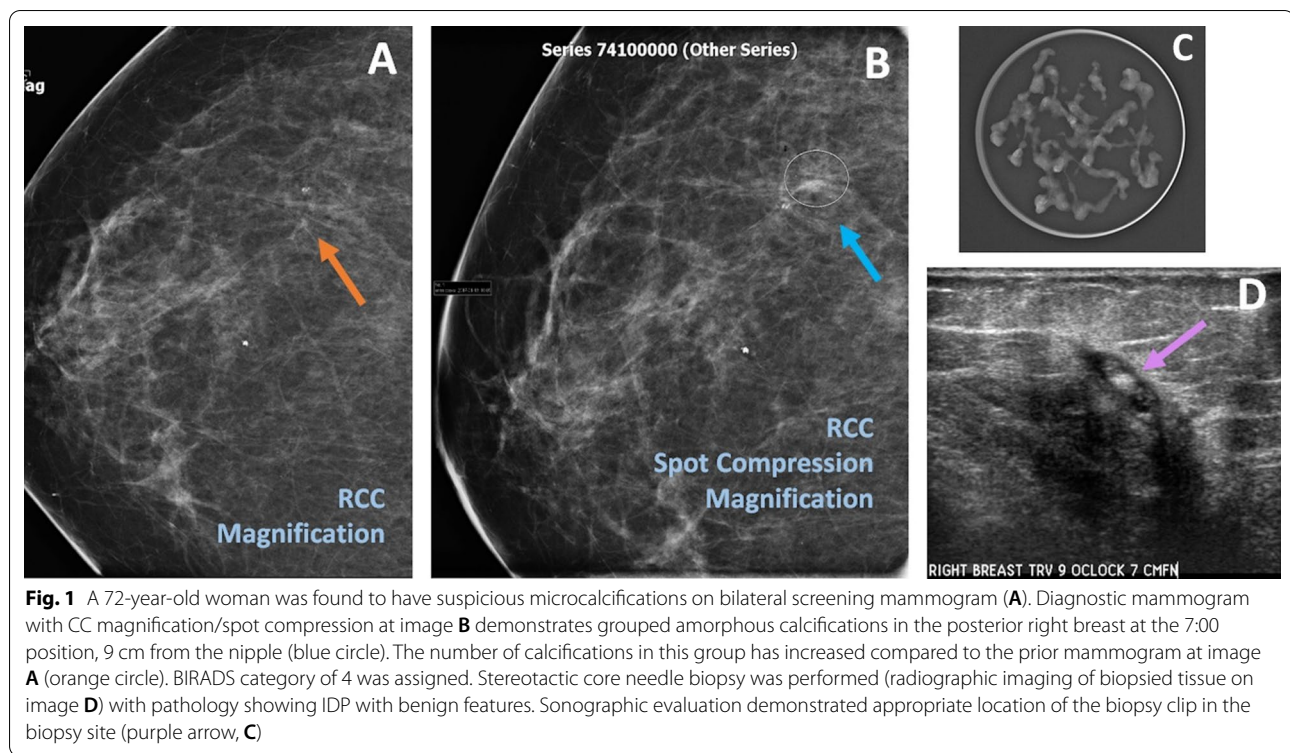 ag
A
Series 74100000 (Other Series)
B
C
D
RCC
Magnification
RCC
Spot Compression
Magnification
RIGHT BREAST TRV 9 OCLOCK 7 CMFN
Fig. 1 A 72-year-old woman was found to have suspicious microcalcifications on bilateral screening mammogram (A). Diagnostic mammogram
with CC magnification/spot compression at image B demonstrates grouped amorphous calcifications in the posterior right breast at the 7:00
position, 9 cm from the nipple (blue circle). The number of calcifications in this group has increased compared to the prior mammogram at image
A (orange circle). BIRADS category of 4 was assigned. Stereotactic core needle biopsy was performed (radiographic imaging of biopsied tissue on
image D) with pathology showing IDP with benign features. Sonographic evaluation demonstrated appropriate location of the biopsy clip in the
biopsy site (purple arrow, C)